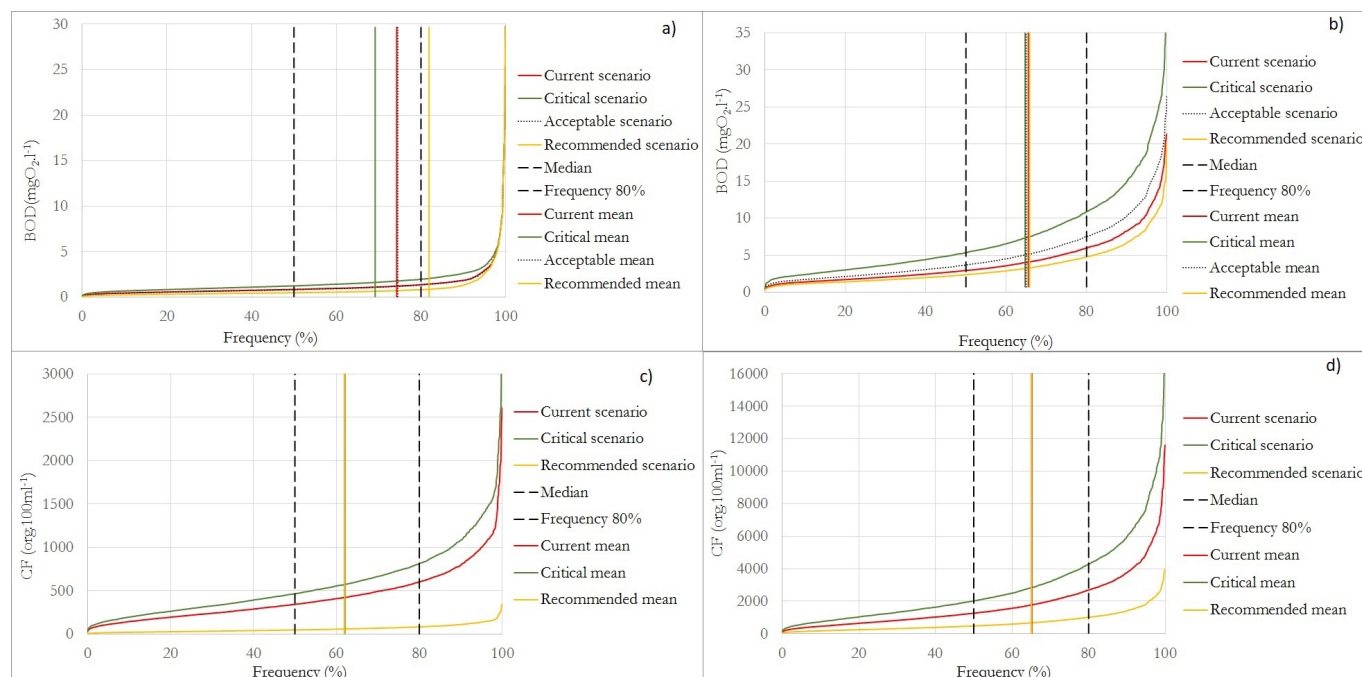 a)
30
25
20
15
10
5
0
BOD(mgO₂.l⁻¹)
0 20 40 60 80 100
Frequency (%)
Current scenario
Critical scenario
Acceptable scenario
Recommended scenario
Median
Frequency 80%
Current mean
Critical mean
Acceptable mean
Recommended mean
b)
35
30
25
20
15
10
5
0
BOD (mgO₂.l⁻¹)
0 20 40 60 80 100
Frequency (%)
Current scenario
Critical scenario
Acceptable scenario
Recommended scenario
Median
Frequency 80%
Current mean
Critical mean
Acceptable mean
Recommended mean
c)
3000
2500
2000
1500
1000
500
0
CF (org.100ml⁻¹)
0 20 40 60 80 100
Frequency (%)
Current scenario
Critical scenario
Recommended scenario
Median
Frequency 80%
Current mean
Critical mean
Recommended mean
d)
16000
14000
12000
10000
8000
6000
4000
2000
0
CF (org.100ml⁻¹)
0 20 40 60 80 100
Frequency (%)
Current scenario
Critical scenario
Recommended scenario
Median
Frequency 80%
Current mean
Critical mean
Recommended mean